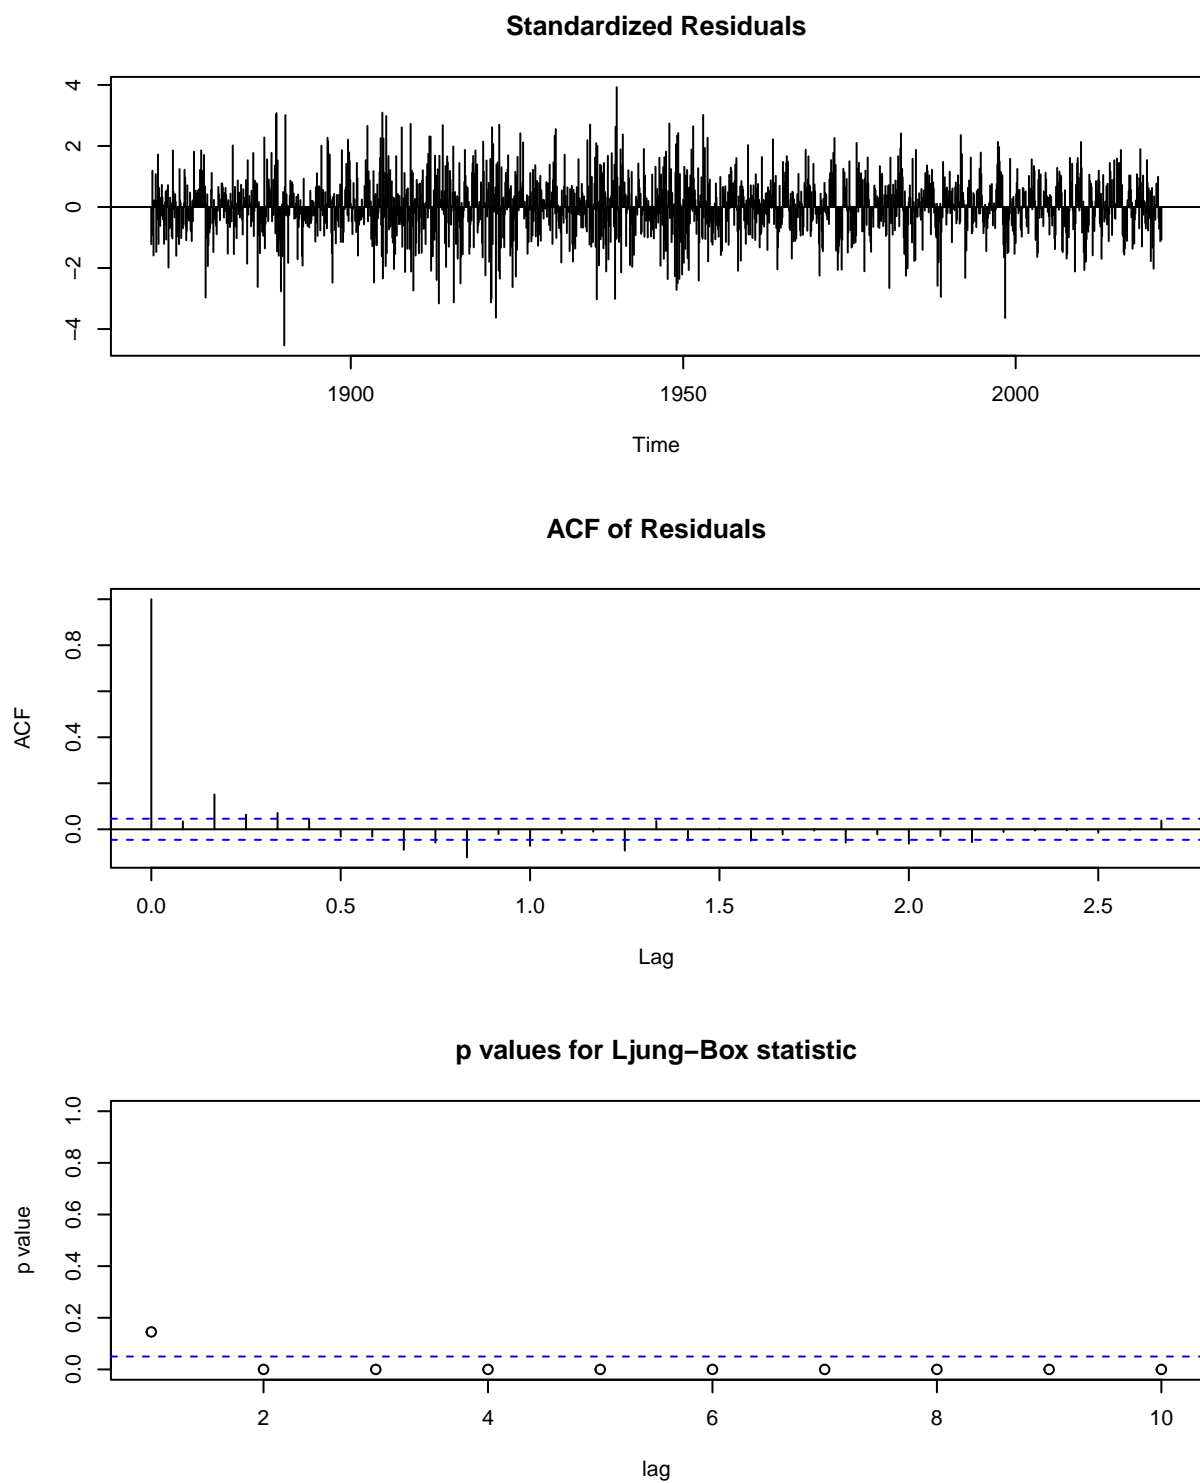 Standardized Residuals
4
2
0
−2
−4
1900 1950 2000
Time
ACF of Residuals
ACF
0.8
0.4
0.0
0.0 0.5 1.0 1.5 2.0 2.5
Lag
p values for Ljung−Box statistic
p value
1.0
0.8
0.6
0.4
0.2
0.0
2 4 6 8 10
lag